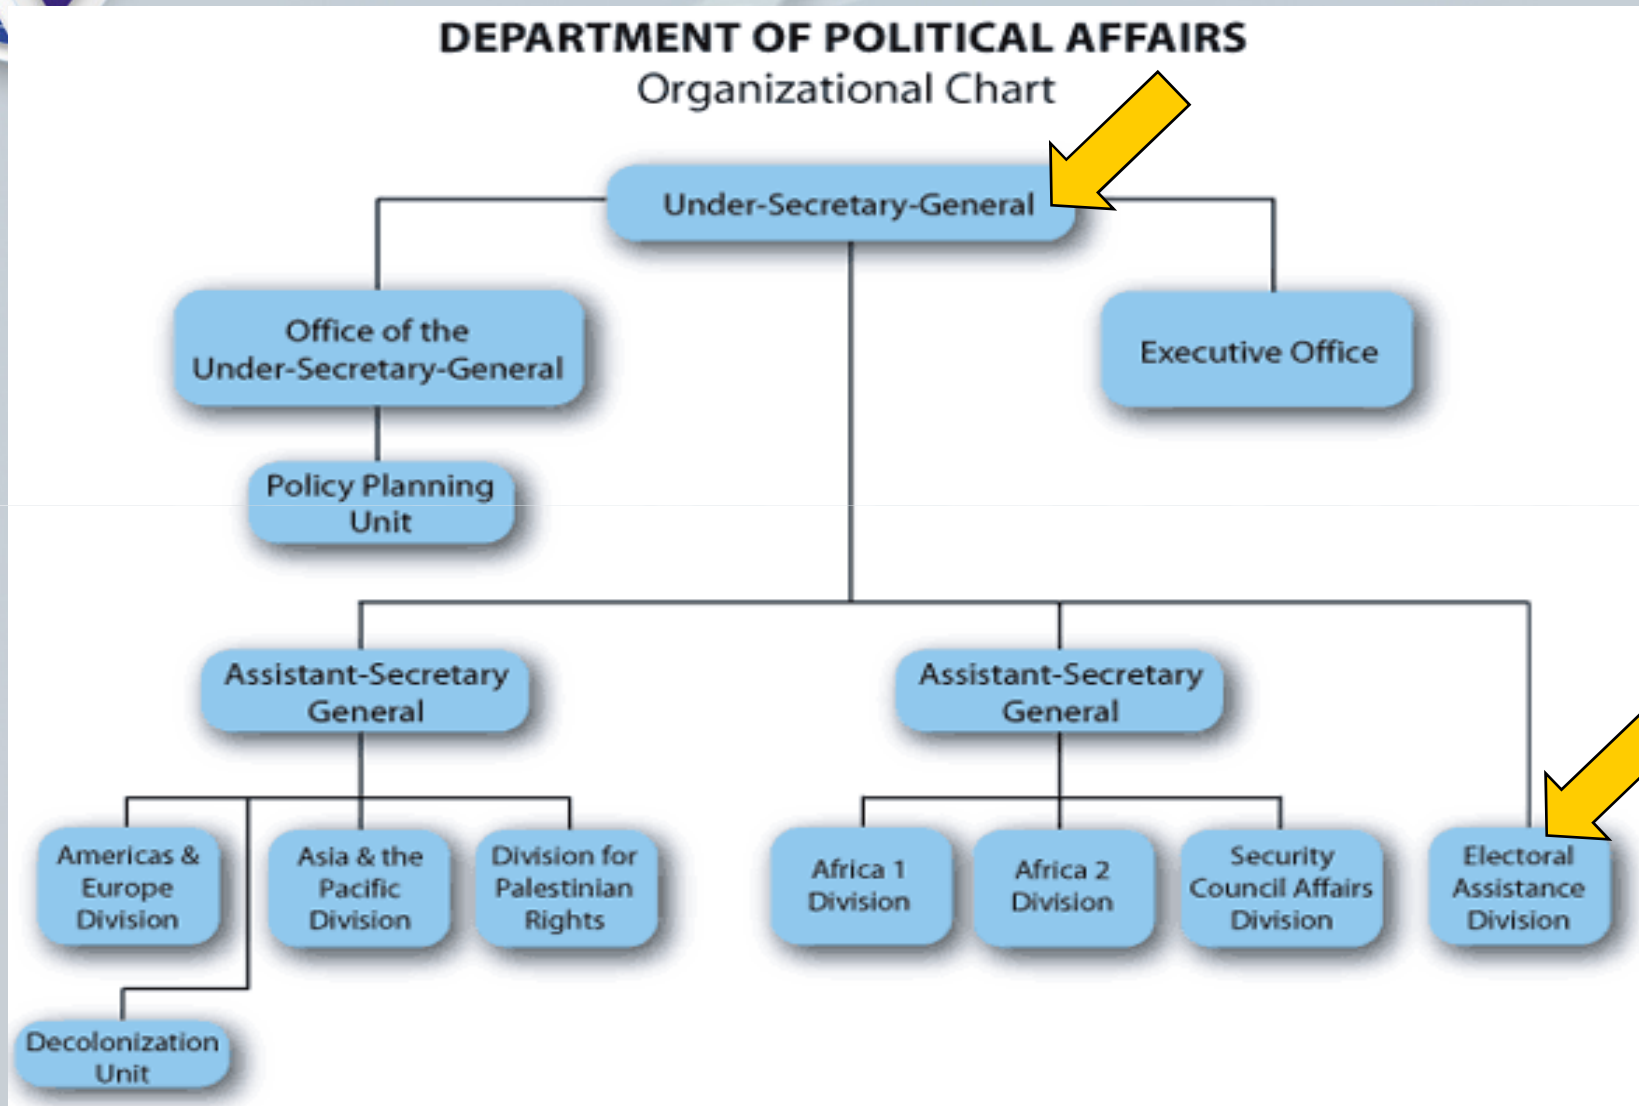 DEPARTMENT OF POLITICAL AFFAIRS
Organizational Chart
Under-Secretary-General
Office of the
Under-Secretary-General
Executive Office
Policy Planning
Unit
Assistant-Secretary
General
Assistant-Secretary
General
Americas &
Europe
Division
Asia & the
Pacific
Division
Division for
Palestinian
Rights
Africa 1
Division
Africa 2
Division
Security
Council Affairs
Division
Electoral
Assistance
Division
Decolonization
Unit